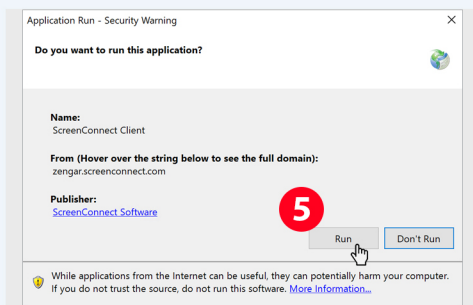 Application Run - Security Warning
Do you want to run this application?
Name:
ScreenConnect Client
From (Hover over the string below to see the full domain):
zengar.screenconnect.com
Publisher:
ScreenConnect Software
5
Run
Don't Run
While applications from the Internet can be useful, they can potentially harm your computer.
If you do not trust the source, do not run this software. More Information...